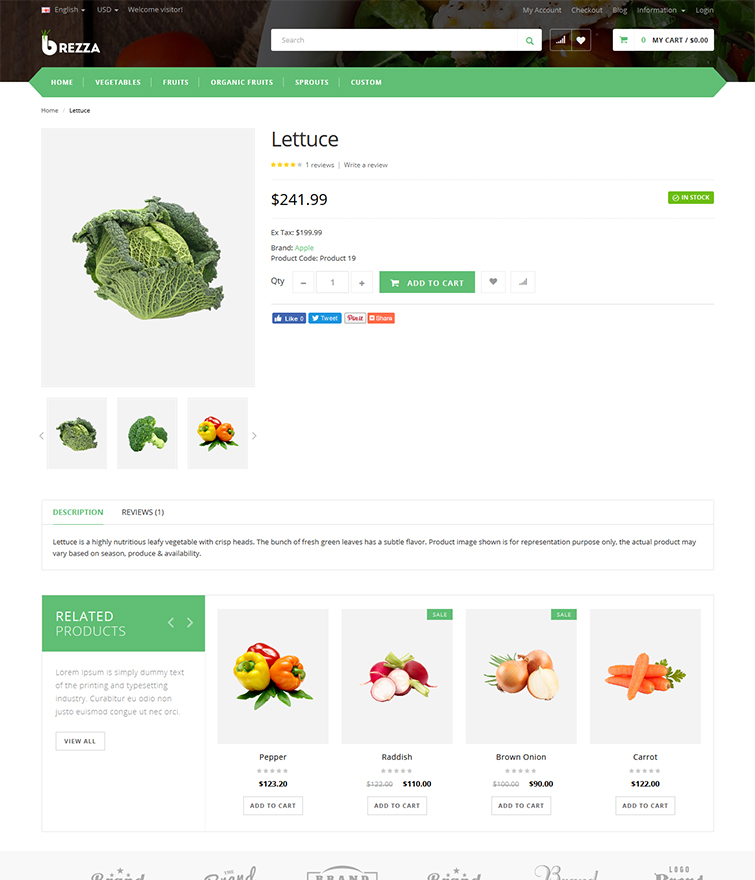 English USD Welcome visitor! My Account Checkout Blog Information Login
BREZZA Search 0 MY CART / $0.00
HOME VEGETABLES FRUITS ORGANIC FRUITS SPROUTS CUSTOM
Home / Lettuce
Lettuce
1 reviews | Write a review
$241.99 IN STOCK
Ex Tax: $199.99
Brand: Apple
Product Code: Product 19
Qty - 1 + ADD TO CART
Like 0 Tweet Pinit Share
DESCRIPTION REVIEWS (1)
Lettuce is a highly nutritious leafy vegetable with crisp heads. The bunch of fresh green leaves has a subtle flavor. Product image shown is for representation purpose only, the actual product may
vary based on season, produce & availability.
RELATED
PRODUCTS
SALE SALE
Lorem Ipsum is simply dummy text
of the printing and typesetting
industry. Curabitur eu odio non
justo euismod congue ut nec orci.
VIEW ALL
Pepper Raddish Brown Onion Carrot
$123.20 $122.00 $110.00 $100.00 $90.00 $122.00
ADD TO CART ADD TO CART ADD TO CART ADD TO CART
THE LOGO
BRAND Brand